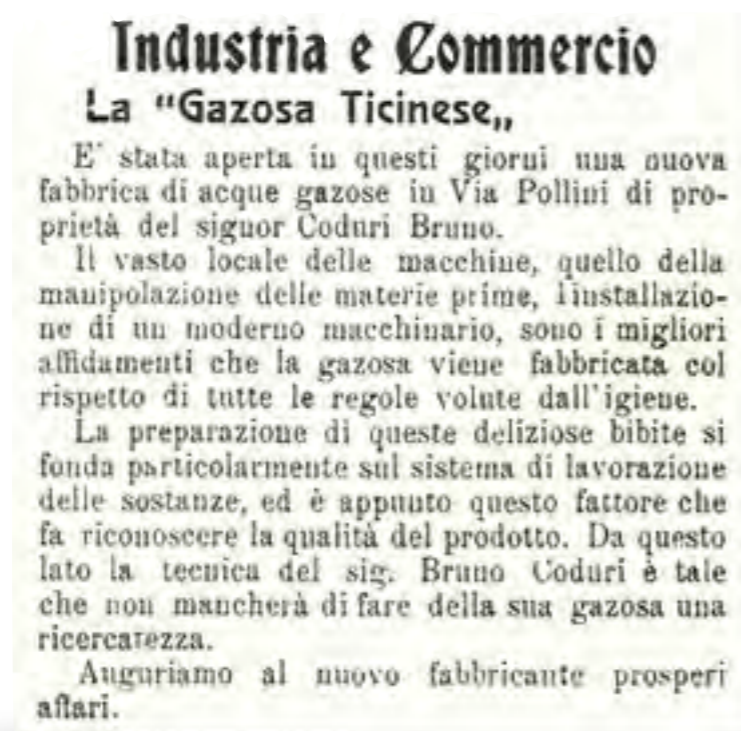 Industria e Commercio
La "Gazosa Ticinese„
E' stata aperta in questi giorni una nuova
fabbrica di acque gazose in Via Pollini di pro-
prietà del signor Coduri Bruno.
Il vasto locale delle macchine, quello della
manipolazione delle materie prime, l'installazio-
ne di un moderno macchinario, sono i migliori
affidamenti che la gazosa viene fabbricata col
rispetto di tutte le regole volute dall'igiene.
La preparazione di queste deliziose bibite si
fonda particolarmente sul sistema di lavorazione
delle sostanze, ed è appunto questo fattore che
fa riconoscere la qualità del prodotto. Da questo
lato la tecnica del sig. Bruno Coduri è tale
che non mancherà di fare della sua gazosa una
ricercatezza.
Auguriamo al nuovo fabbricante prosperi
affari.